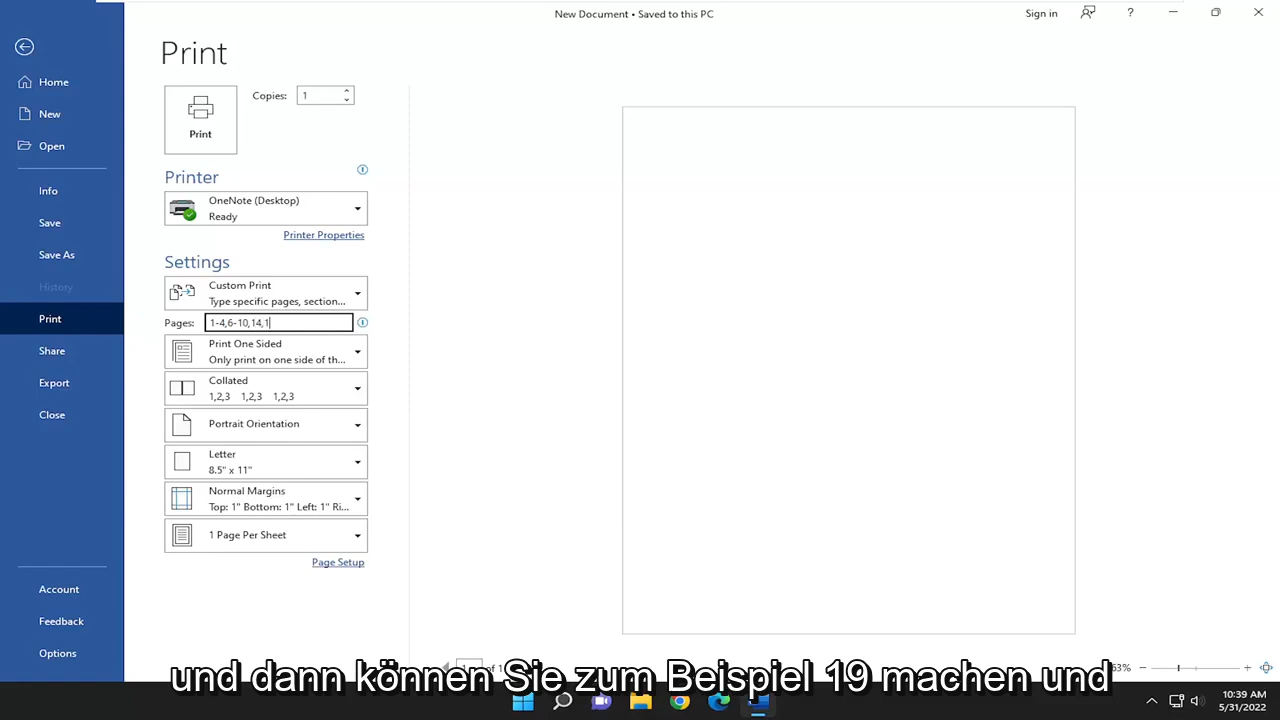 New Document • Saved to this PC
Sign in
?
Print
Home
New
Open
Info
Save
Save As
History
Print
Share
Export
Close
Account
Feedback
Options
Print
Copies: 1
Printer
OneNote (Desktop)
Ready
Printer Properties
Settings
Custom Print
Type specific pages, section...
Pages: 1-4,6-10,14,1
Print One Sided
Only print on one side of th...
Collated
1,2,3 1,2,3 1,2,3
Portrait Orientation
Letter
8.5" x 11"
Normal Margins
Top: 1" Bottom: 1" Left: 1" Ri...
1 Page Per Sheet
Page Setup
und dann können Sie zum Beispiel 19 machen und
10:39 AM
5/31/2022